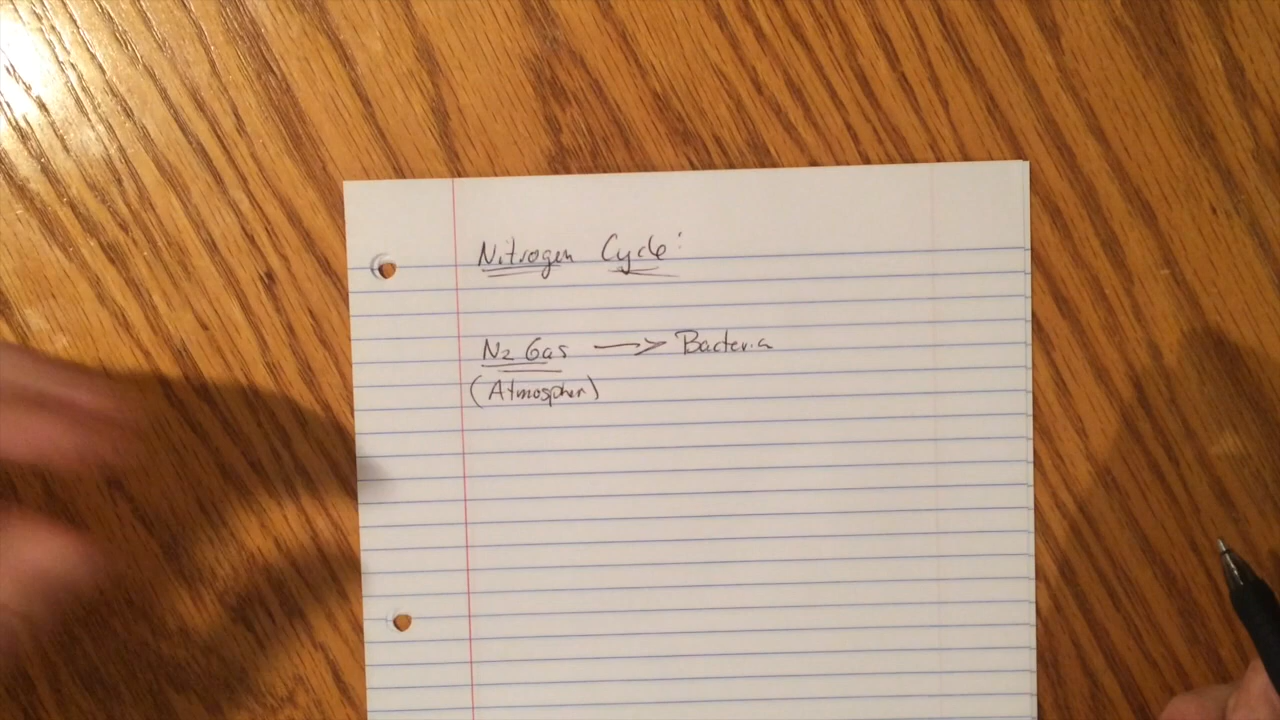 Nitrogen Cycle:
N2 Gas —> Bacteria
(Atmospher)